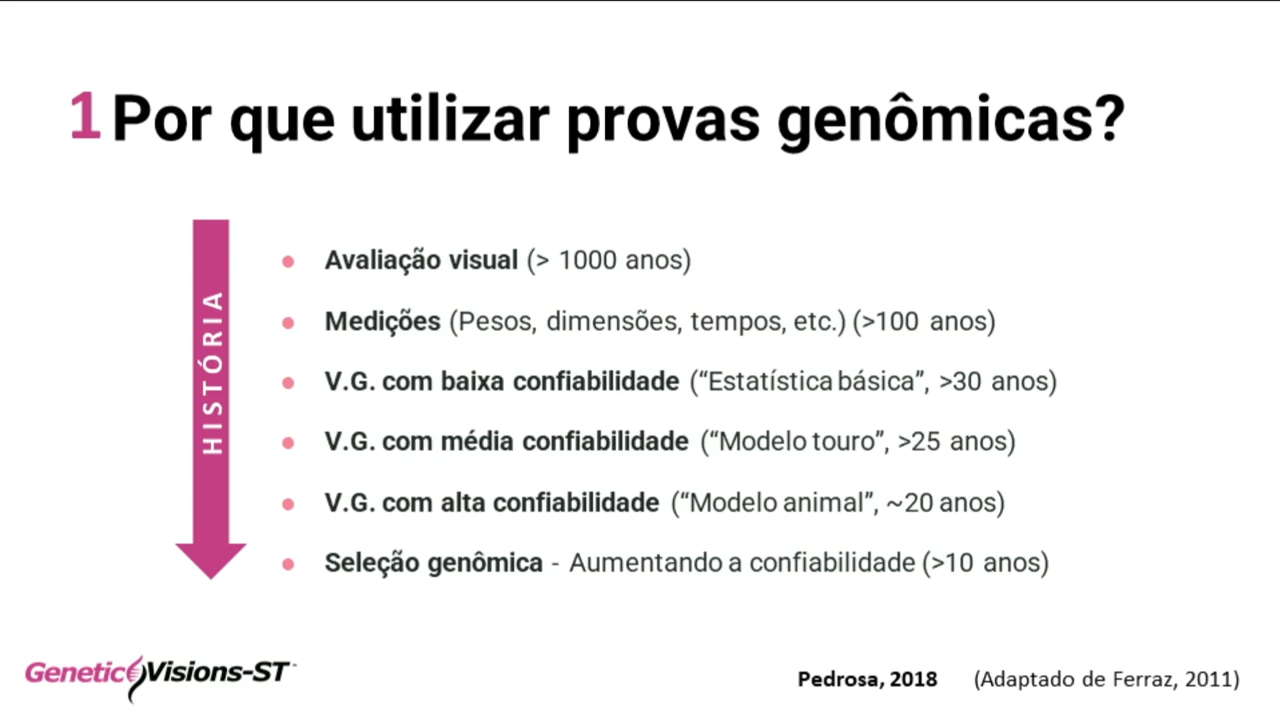 1 Por que utilizar provas genômicas?
HISTÓRIA
• Avaliação visual (> 1000 anos)
• Medições (Pesos, dimensões, tempos, etc.) (>100 anos)
• V.G. com baixa confiabilidade (“Estatística básica”, >30 anos)
• V.G. com média confiabilidade (“Modelo touro”, >25 anos)
• V.G. com alta confiabilidade (“Modelo animal”, ~20 anos)
• Seleção genômica - Aumentando a confiabilidade (>10 anos)
GeneticVisions-ST™
Pedrosa, 2018 (Adaptado de Ferraz, 2011)